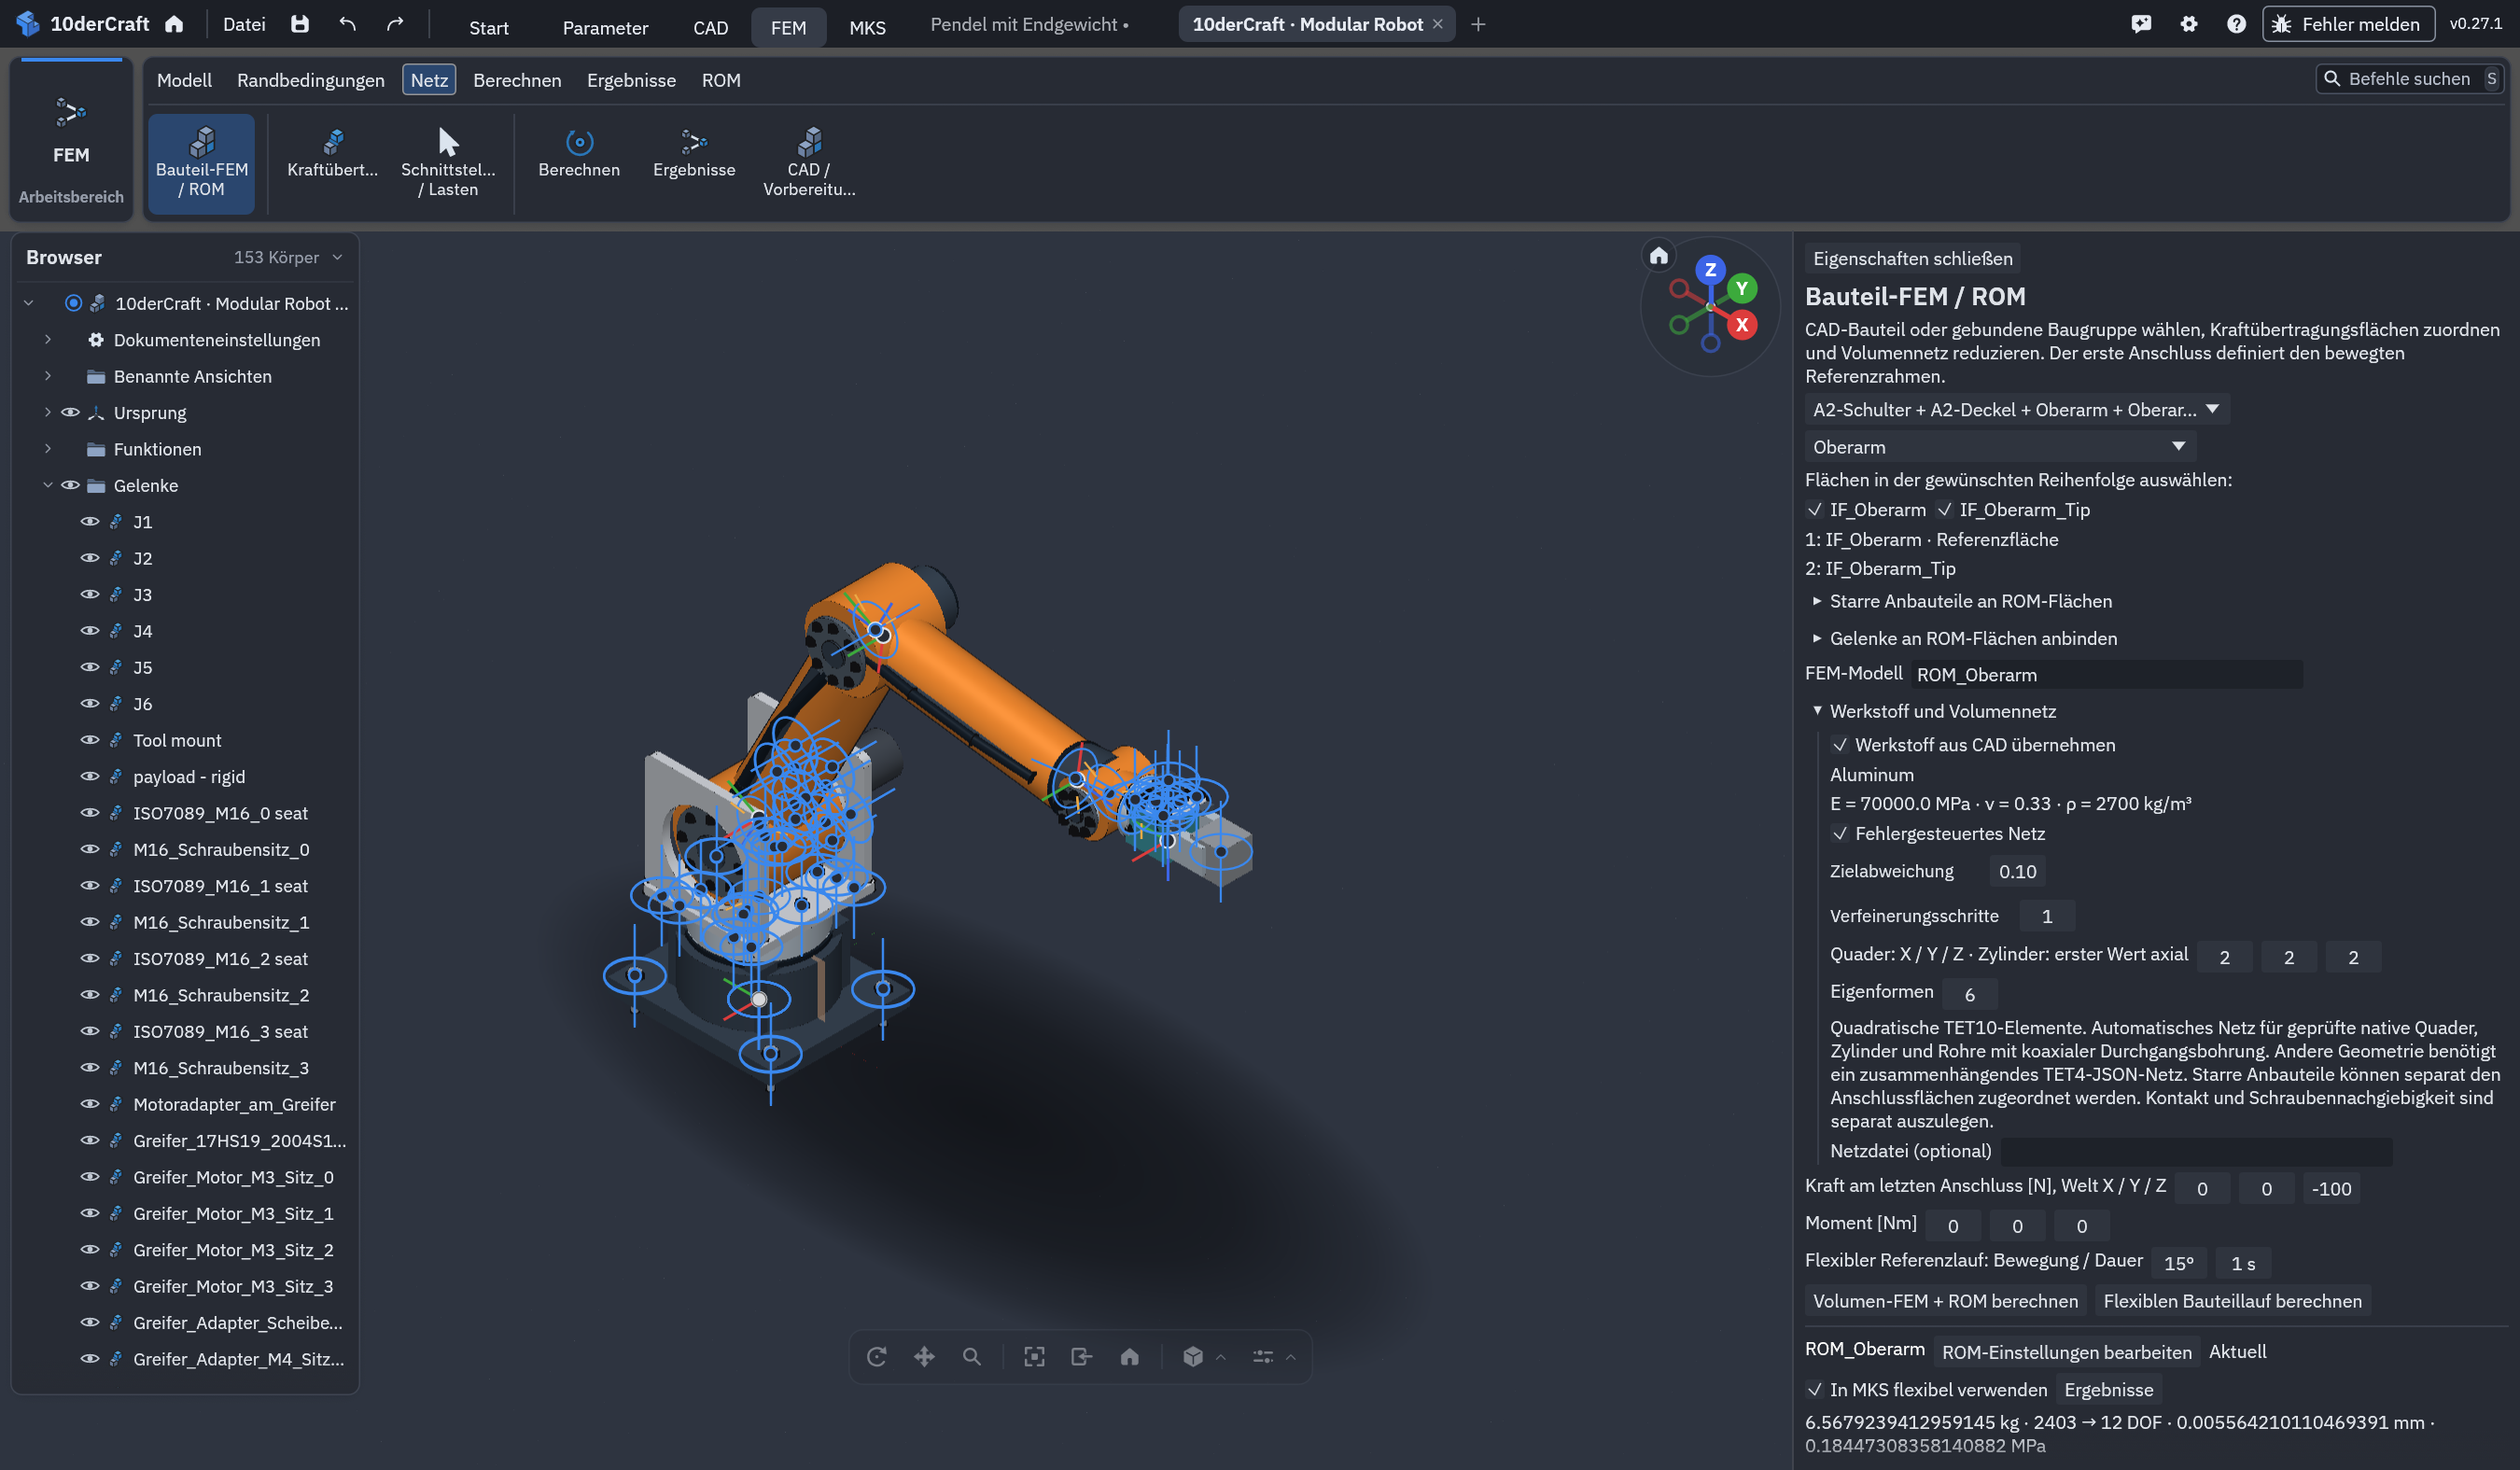 10derCraft
Datei
Start
Parameter
CAD
FEM
MKS
Pendel mit Endgewicht •
10derCraft · Modular Robot
Fehler melden
v0.27.1
FEM
Arbeitsbereich
Modell
Randbedingungen
Netz
Berechnen
Ergebnisse
ROM
Befehle suchen
S
Bauteil-FEM
/ ROM
Kraftübert...
Schnittstel...
/ Lasten
Berechnen
Ergebnisse
CAD /
Vorbereitu...
Browser
153 Körper
10derCraft · Modular Robot ...
Dokumenteneinstellungen
Benannte Ansichten
Ursprung
Funktionen
Gelenke
J1
J2
J3
J4
J5
J6
Tool mount
payload - rigid
ISO7089_M16_0 seat
M16_Schraubensitz_0
ISO7089_M16_1 seat
M16_Schraubensitz_1
ISO7089_M16_2 seat
M16_Schraubensitz_2
ISO7089_M16_3 seat
M16_Schraubensitz_3
Motoradapter_am_Greifer
Greifer_17HS19_2004S1...
Greifer_Motor_M3_Sitz_0
Greifer_Motor_M3_Sitz_1
Greifer_Motor_M3_Sitz_2
Greifer_Motor_M3_Sitz_3
Greifer_Adapter_Scheibe...
Greifer_Adapter_M4_Sitz...
Z
Y
X
Eigenschaften schließen
Bauteil-FEM / ROM
CAD-Bauteil oder gebundene Baugruppe wählen, Kraftübertragungsflächen zuordnen
und Volumennetz reduzieren. Der erste Anschluss definiert den bewegten
Referenzrahmen.
A2-Schulter + A2-Deckel + Oberarm + Oberar...
Oberarm
Flächen in der gewünschten Reihenfolge auswählen:
IF_Oberarm IF_Oberarm_Tip
1: IF_Oberarm · Referenzfläche
2: IF_Oberarm_Tip
Starre Anbauteile an ROM-Flächen
Gelenke an ROM-Flächen anbinden
FEM-Modell ROM_Oberarm
Werkstoff und Volumennetz
Werkstoff aus CAD übernehmen
Aluminum
E = 70000.0 MPa · ν = 0.33 · ρ = 2700 kg/m³
Fehlergesteuertes Netz
Zielabweichung 0.10
Verfeinerungsschritte 1
Quader: X / Y / Z · Zylinder: erster Wert axial 2 2 2
Eigenformen 6
Quadratische TET10-Elemente. Automatisches Netz für geprüfte native Quader,
Zylinder und Rohre mit koaxialer Durchgangsbohrung. Andere Geometrie benötigt
ein zusammenhängendes TET4-JSON-Netz. Starre Anbauteile können separat den
Anschlussflächen zugeordnet werden. Kontakt und Schraubennachgiebigkeit sind
separat auszulegen.
Netzdatei (optional)
Kraft am letzten Anschluss [N], Welt X / Y / Z 0 0 -100
Moment [Nm] 0 0 0
Flexibler Referenzlauf: Bewegung / Dauer 15° 1 s
Volumen-FEM + ROM berechnen Flexiblen Bauteillauf berechnen
ROM_Oberarm ROM-Einstellungen bearbeiten Aktuell
In MKS flexibel verwenden Ergebnisse
6.5679239412959145 kg · 2403 → 12 DOF · 0.005564210110469391 mm ·
0.18447308358140882 MPa